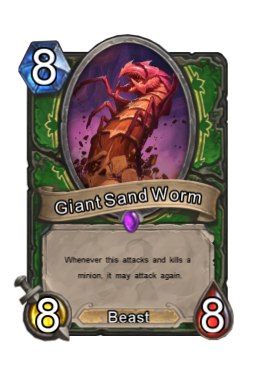 8
Giant Sand Worm
Whenever this attacks and kills a
minion, it may attack again.
8
Beast
8